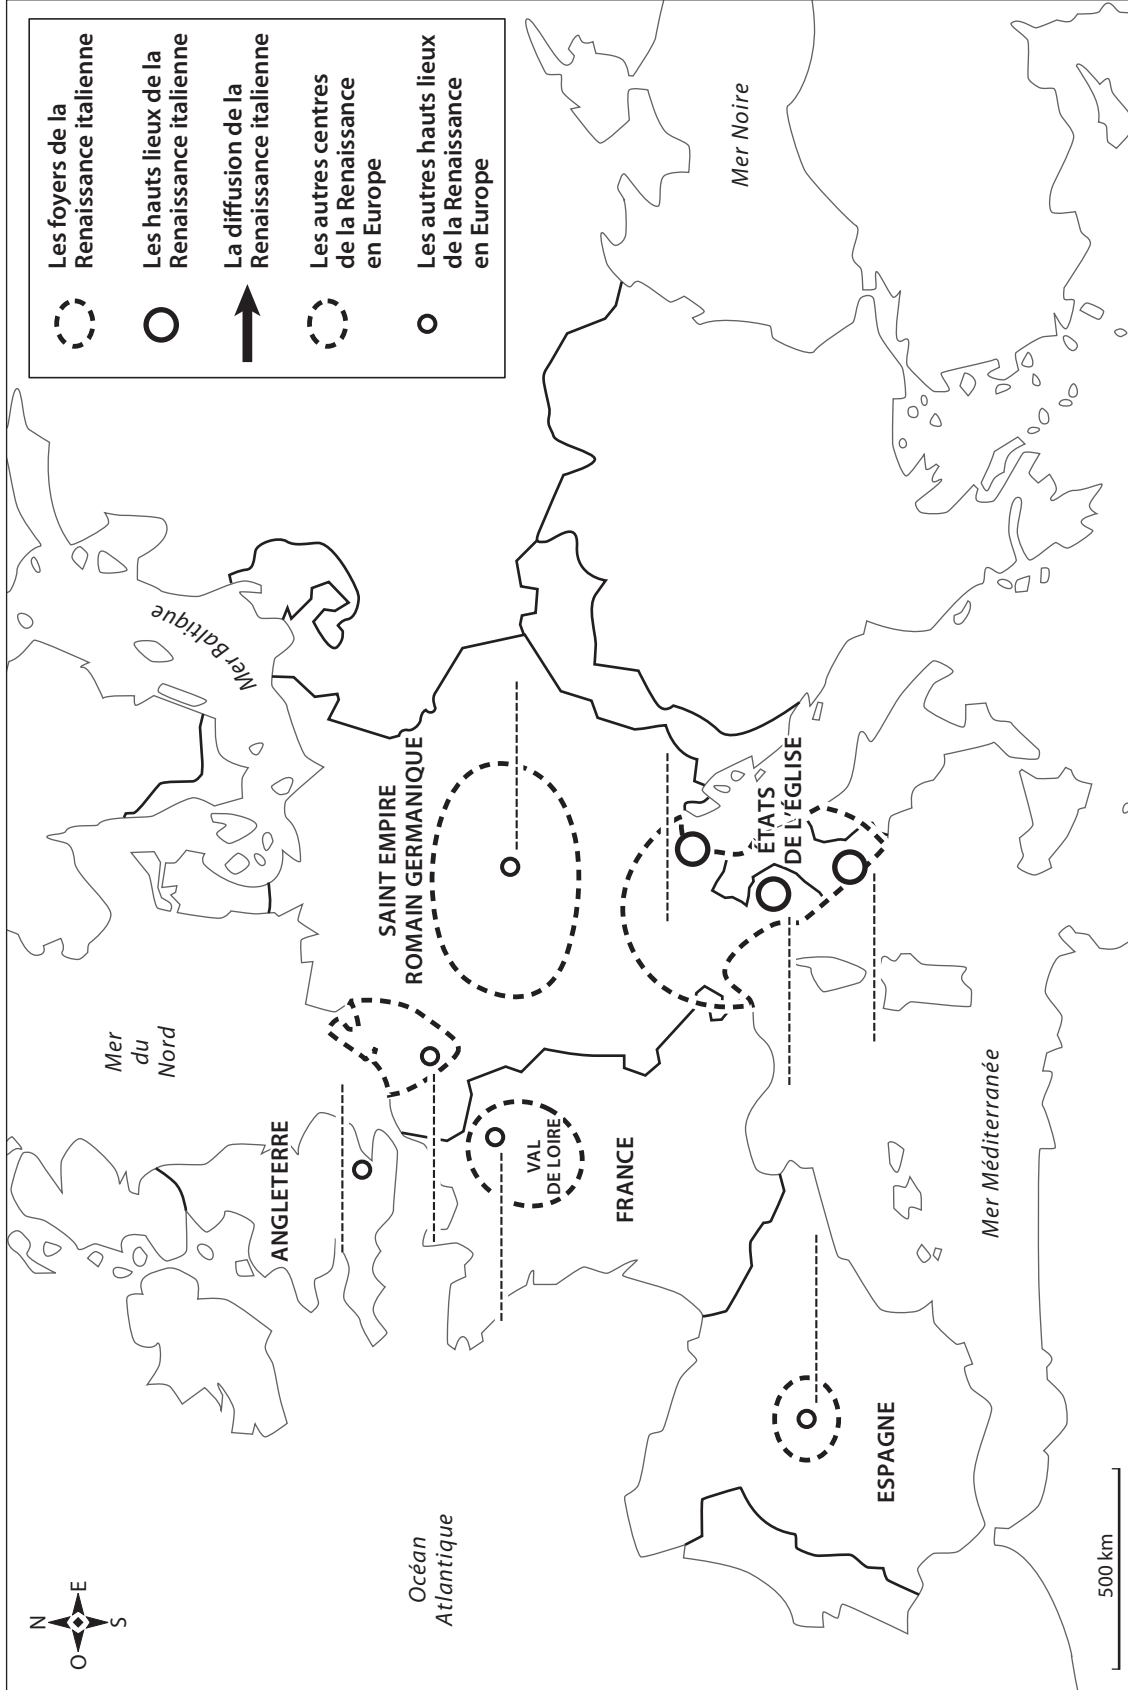 Les foyers de la
Renaissance italienne
Les hauts lieux de la
Renaissance italienne
La diffusion de la
Renaissance italienne
Les autres centres
de la Renaissance
en Europe
Les autres hauts lieux
de la Renaissance
en Europe
N
O
E
S
Mer
du
Nord
Mer Baltique
ANGLETERRE
SAINT EMPIRE
ROMAIN GERMANIQUE
Océan
Atlantique
VAL
DE LOIRE
FRANCE
Mer Noire
ÉTATS
DE L'ÉGLISE
ESPAGNE
Mer Méditerranée
500 km